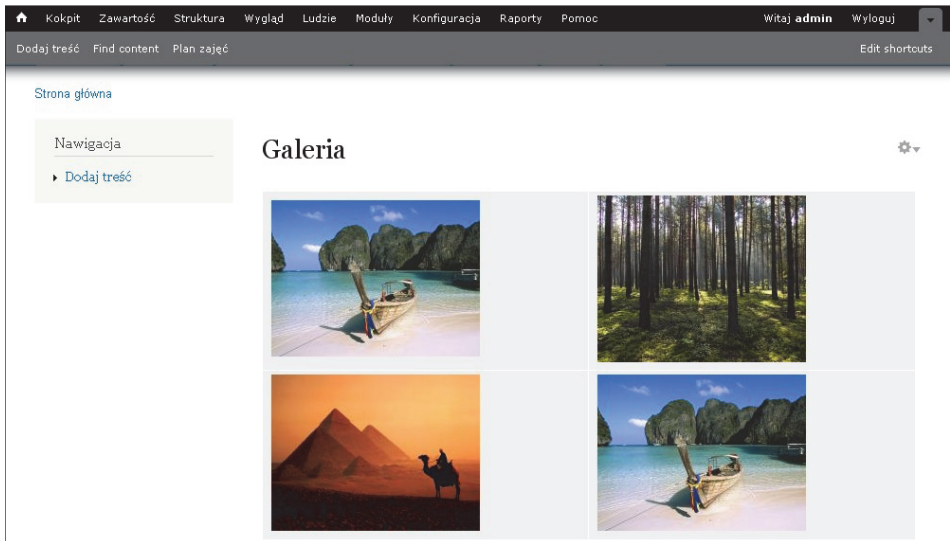 Kokpit Zawartość Struktura Wygląd Ludzie Moduły Konfiguracja Raporty Pomoc Witaj admin Wyloguj
Dodaj treść Find content Plan zajęć Edit shortcuts
Strona główna
Nawigacja
Dodaj treść
Galeria